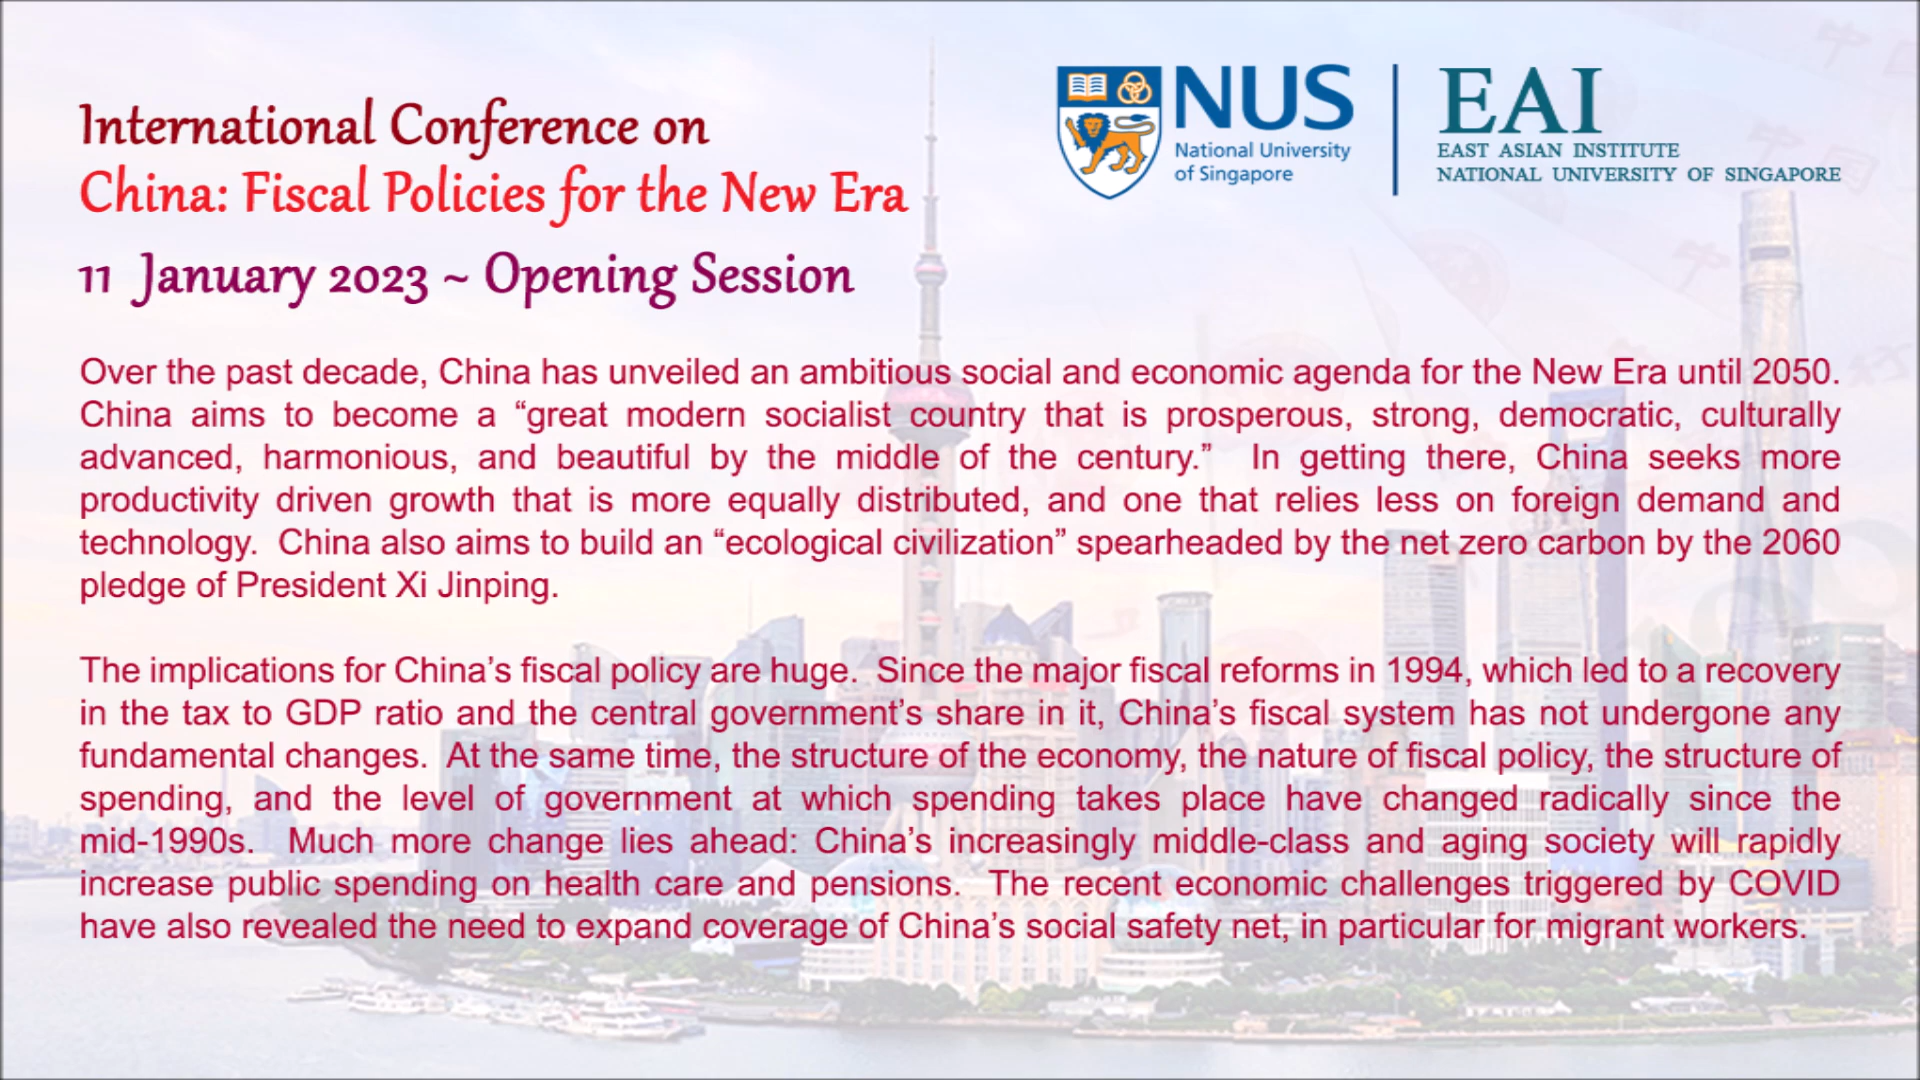 International Conference on
China: Fiscal Policies for the New Era
11 January 2023 ~ Opening Session
NUS
National University
of Singapore
EAI
EAST ASIAN INSTITUTE
NATIONAL UNIVERSITY OF SINGAPORE
Over the past decade, China has unveiled an ambitious social and economic agenda for the New Era until 2050.
China aims to become a “great modern socialist country that is prosperous, strong, democratic, culturally
advanced, harmonious, and beautiful by the middle of the century.” In getting there, China seeks more
productivity driven growth that is more equally distributed, and one that relies less on foreign demand and
technology. China also aims to build an “ecological civilization” spearheaded by the net zero carbon by the 2060
pledge of President Xi Jinping.
The implications for China’s fiscal policy are huge. Since the major fiscal reforms in 1994, which led to a recovery
in the tax to GDP ratio and the central government’s share in it, China’s fiscal system has not undergone any
fundamental changes. At the same time, the structure of the economy, the nature of fiscal policy, the structure of
spending, and the level of government at which spending takes place have changed radically since the
mid-1990s. Much more change lies ahead: China’s increasingly middle-class and aging society will rapidly
increase public spending on health care and pensions. The recent economic challenges triggered by COVID
have also revealed the need to expand coverage of China’s social safety net, in particular for migrant workers.